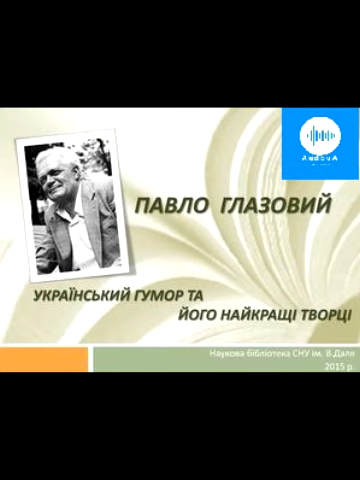 ПАВЛО ГЛАЗОВИЙ
УКРАЇНСЬКИЙ ГУМОР ТА
ЙОГО НАЙКРАЩІ ТВОРЦІ
Наукова бібліотека СНУ ім. В.Даля
2015 р.